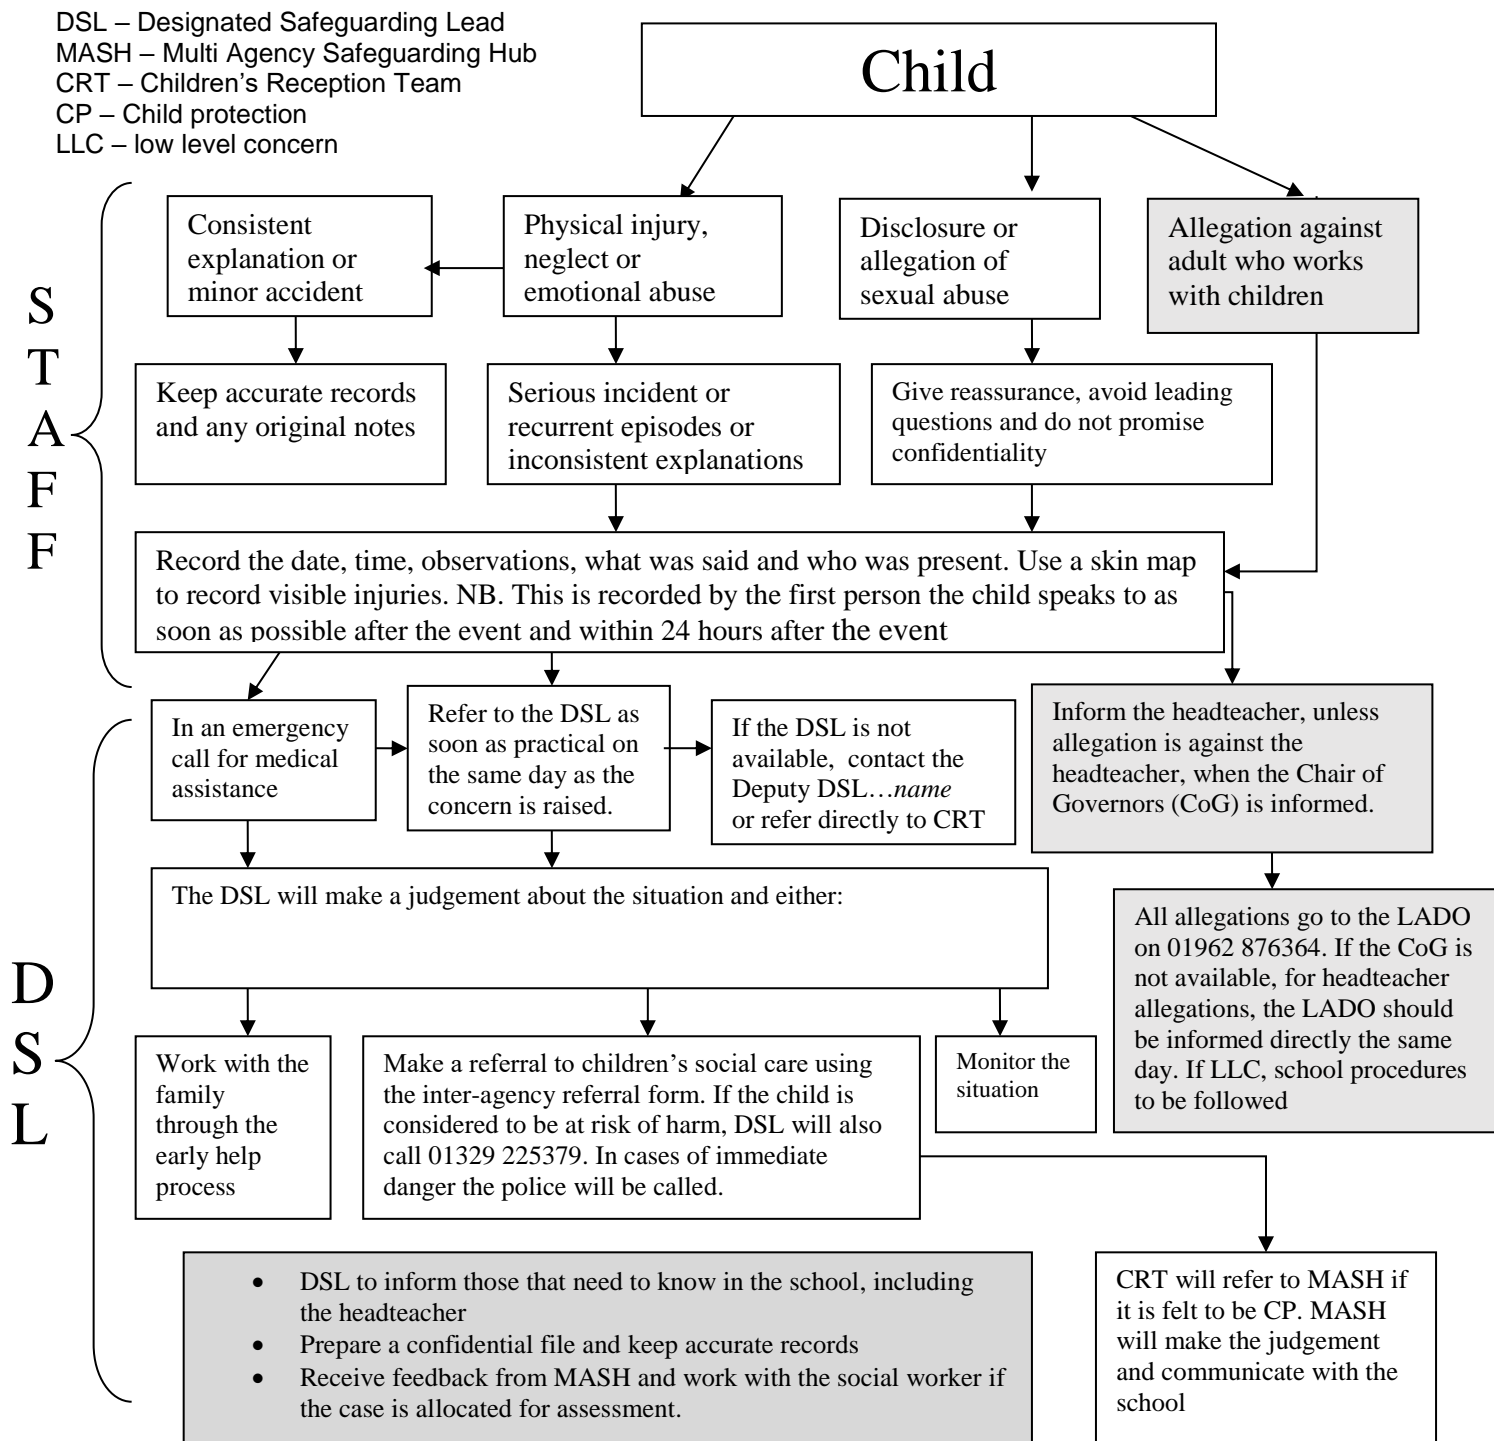 DSL – Designated Safeguarding Lead
MASH – Multi Agency Safeguarding Hub
CRT – Children's Reception Team
CP – Child protection
LLC – low level concern
Child
S
T
A
F
F
Consistent
explanation or
minor accident
Physical injury,
neglect or
emotional abuse
Disclosure or
allegation of
sexual abuse
Allegation against
adult who works
with children
Keep accurate records
and any original notes
Serious incident or
recurrent episodes or
inconsistent explanations
Give reassurance, avoid leading
questions and do not promise
confidentiality
Record the date, time, observations, what was said and who was present. Use a skin map
to record visible injuries. NB. This is recorded by the first person the child speaks to as
soon as possible after the event and within 24 hours after the event
D
S
L
In an emergency
call for medical
assistance
Refer to the DSL as
soon as practical on
the same day as the
concern is raised.
If the DSL is not
available,  contact the
Deputy DSL…name
or refer directly to CRT
Inform the headteacher, unless
allegation is against the
headteacher, when the Chair of
Governors (CoG) is informed.
The DSL will make a judgement about the situation and either:
All allegations go to the LADO
on 01962 876364. If the CoG is
not available, for headteacher
allegations, the LADO should
be informed directly the same
day. If LLC, school procedures
to be followed
Work with the
family
through the
early help
process
Make a referral to children's social care using
the inter-agency referral form. If the child is
considered to be at risk of harm, DSL will also
call 01329 225379. In cases of immediate
danger the police will be called.
Monitor the
situation
• DSL to inform those that need to know in the school, including
the headteacher
• Prepare a confidential file and keep accurate records
• Receive feedback from MASH and work with the social worker if
the case is allocated for assessment.
CRT will refer to MASH if
it is felt to be CP. MASH
will make the judgement
and communicate with the
school